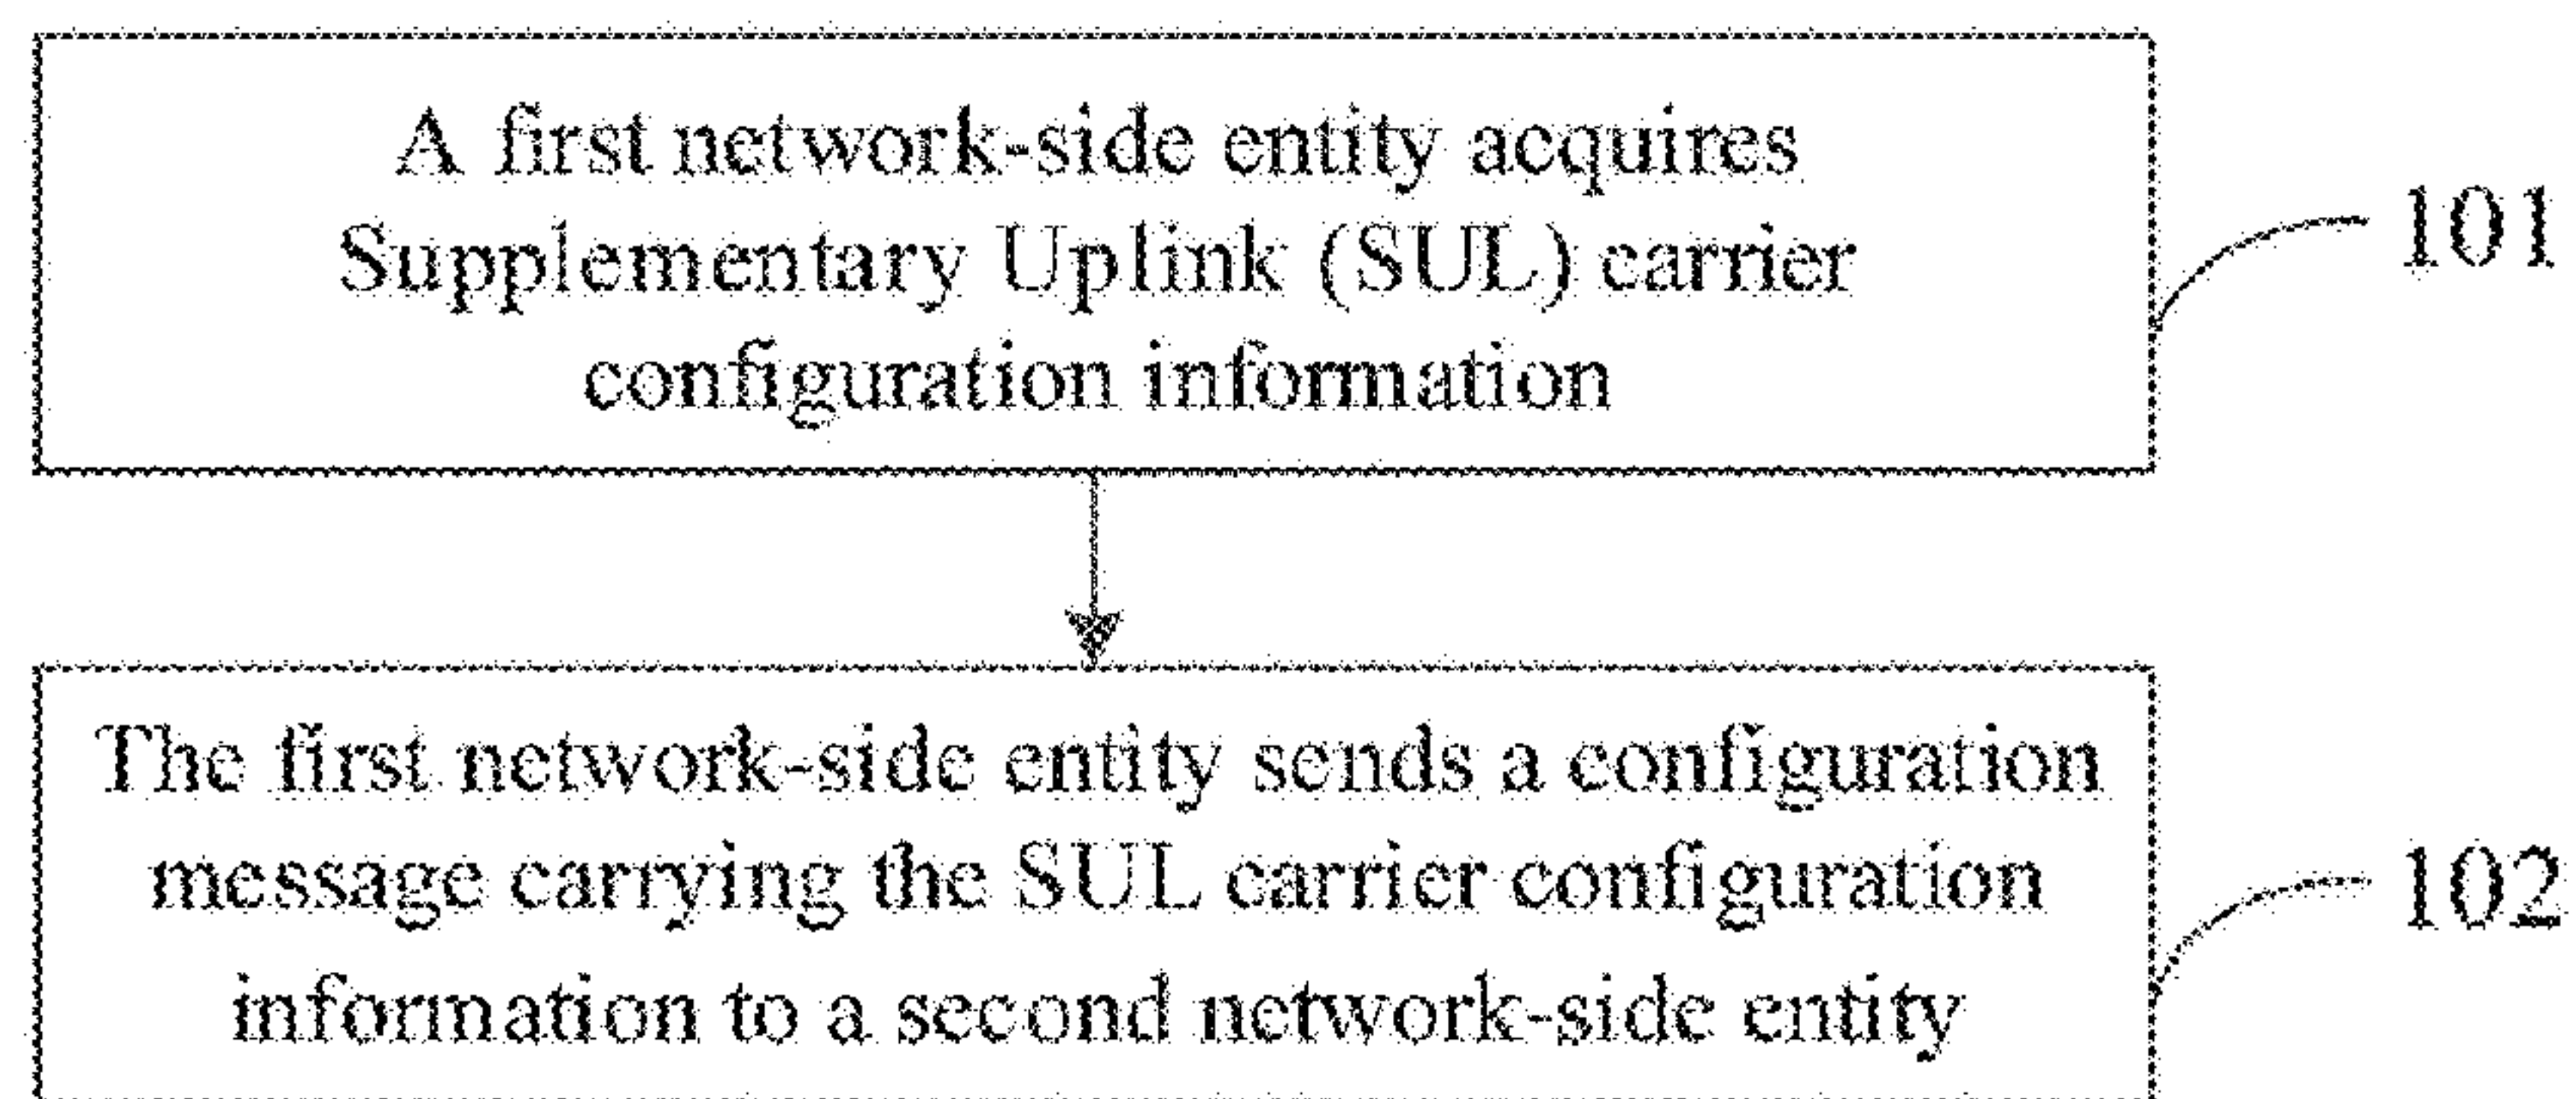 A first network-side entity acquires
Supplementary Uplink (SUL) carrier
configuration information
101
The first network-side entity sends a configuration
message carrying the SUL carrier configuration
information to a second network-side entity
102